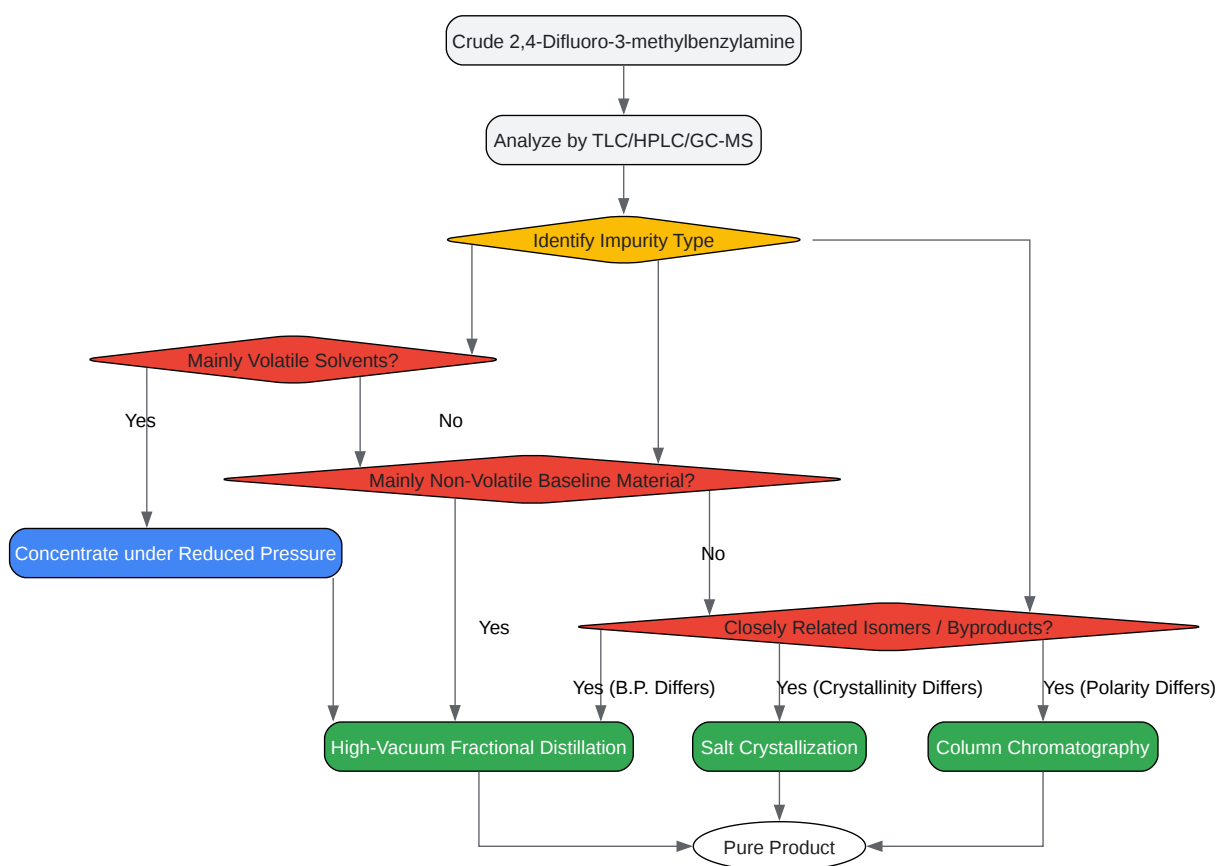 Crude 2,4-Difluoro-3-methylbenzylamine
Analyze by TLC/HPLC/GC-MS
Identify Impurity Type
Mainly Volatile Solvents?
Yes
No
Mainly Non-Volatile Baseline Material?
Concentrate under Reduced Pressure
No
Yes
Closely Related Isomers / Byproducts?
Yes (B.P. Differs)
Yes (Crystallinity Differs)
Yes (Polarity Differs)
High-Vacuum Fractional Distillation
Salt Crystallization
Column Chromatography
Pure Product